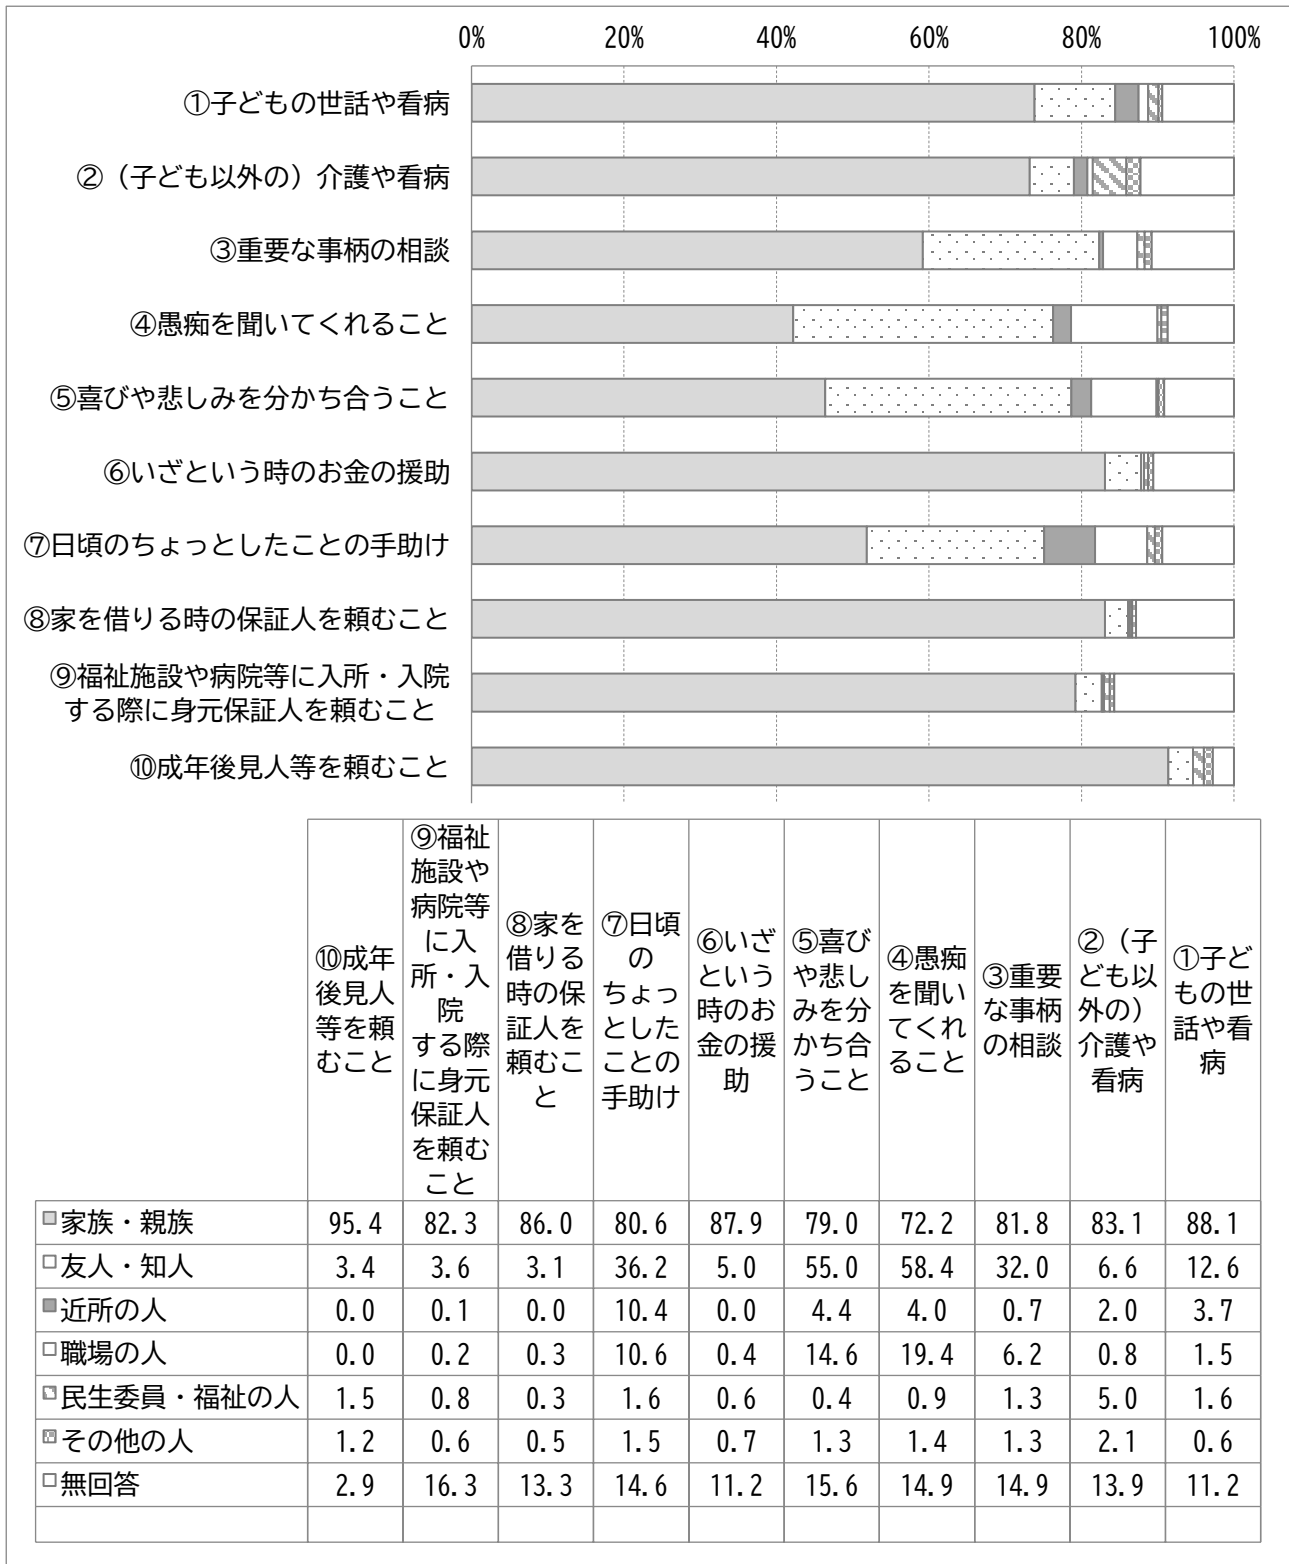 0% 20% 40% 60% 80% 100%
①子どもの世話や看病
②（子ども以外の）介護や看病
③重要な事柄の相談
④愚痴を聞いてくれること
⑤喜びや悲しみを分かち合うこと
⑥いざという時のお金の援助
⑦日頃のちょっとしたことの手助け
⑧家を借りる時の保証人を頼むこと
⑨福祉施設や病院等に入所・入院
する際に身元保証人を頼むこと
⑩成年後見人等を頼むこと
⑩成年
後見人
等を頼
むこと
⑨福祉
施設や
病院等
に入
所・入
院
する際
に身元
保証人
を頼む
こと
⑧家を
借りる
時の保
証人を
頼むこ
と
⑦日頃
の
ちょっ
とした
ことの
手助け
⑥いざ
という
時のお
金の援
助
⑤喜び
や悲し
みを分
かち合
うこと
④愚痴
を聞い
てくれ
ること
③重要
な事柄
の相談
②（子
ども以
外の）
介護や
看病
①子ど
もの世
話や看
病
家族・親族 95.4 82.3 86.0 80.6 87.9 79.0 72.2 81.8 83.1 88.1
友人・知人 3.4 3.6 3.1 36.2 5.0 55.0 58.4 32.0 6.6 12.6
近所の人 0.0 0.1 0.0 10.4 0.0 4.4 4.0 0.7 2.0 3.7
職場の人 0.0 0.2 0.3 10.6 0.4 14.6 19.4 6.2 0.8 1.5
民生委員・福祉の人 1.5 0.8 0.3 1.6 0.6 0.4 0.9 1.3 5.0 1.6
その他の人 1.2 0.6 0.5 1.5 0.7 1.3 1.4 1.3 2.1 0.6
無回答 2.9 16.3 13.3 14.6 11.2 15.6 14.9 14.9 13.9 11.2